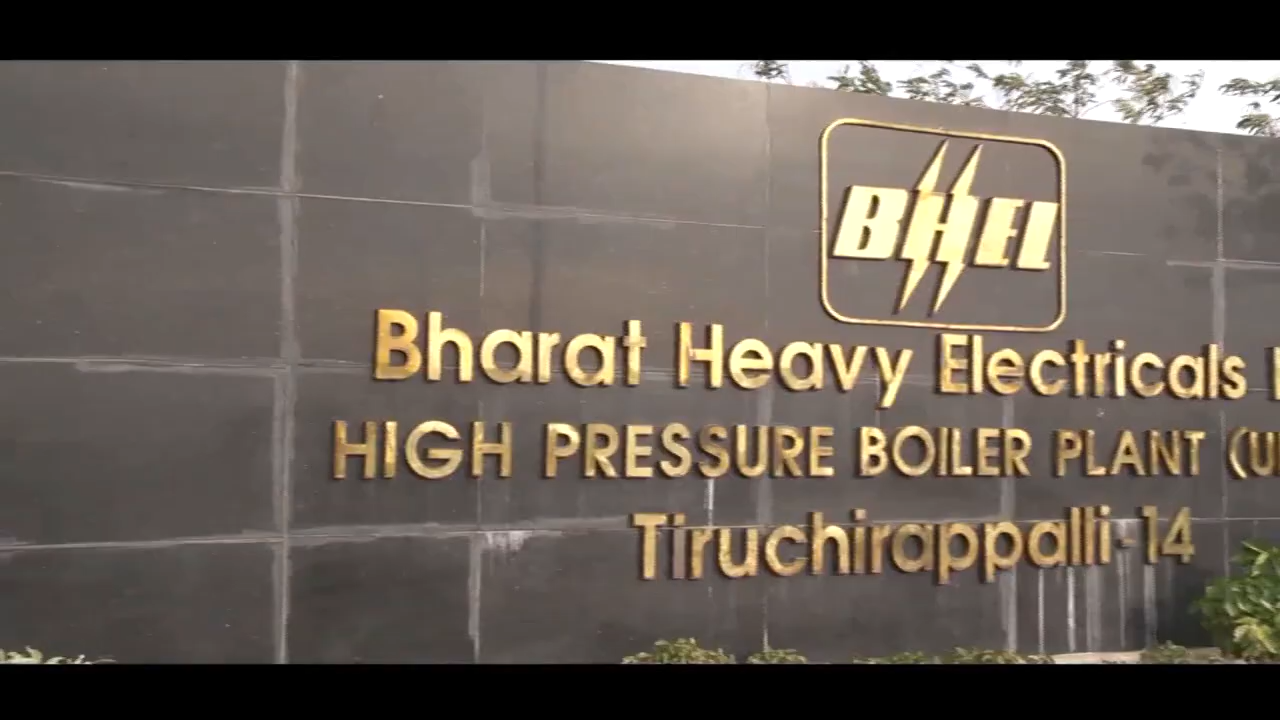 BHEL
Bharat Heavy Electricals
HIGH PRESSURE BOILER PLANT
Tiruchirappalli-14